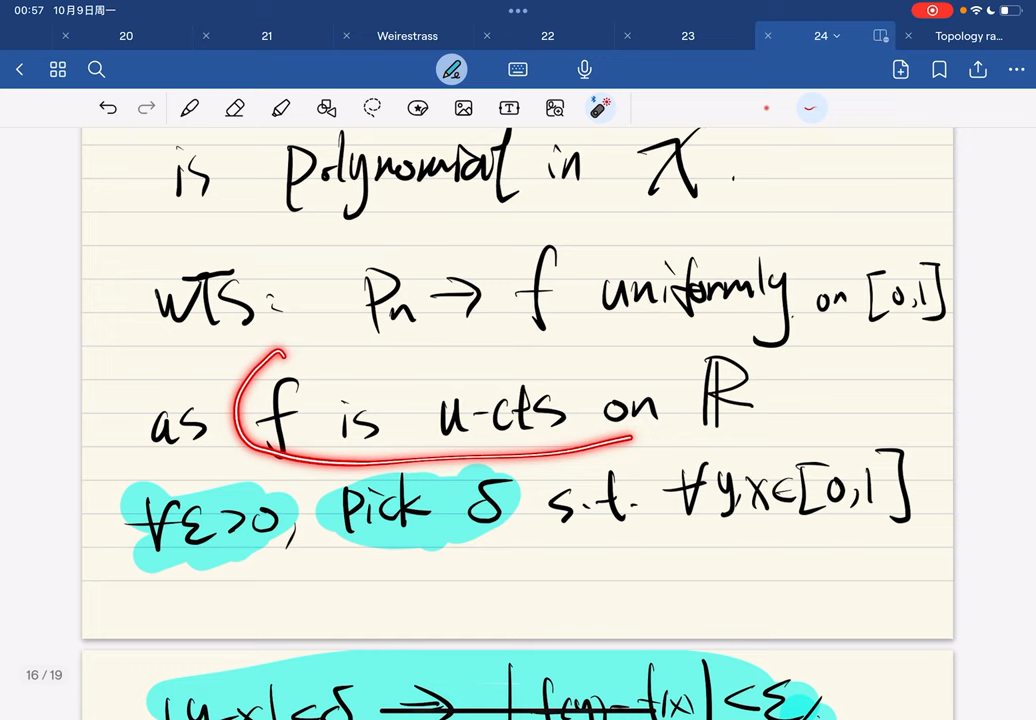 00:57 10月9日周一
20
21
Weirestrass
22
23
24
Topology ra...
is polynomial in x.
WTS: Pn → f uniformly on [0,1]
as f is u-cts on ℝ
∀ε>0, pick δ s.t. ∀y,x∈[0,1]
16 / 19
|y-x|<δ ⇒ |f(y)-f(x)|<ε/